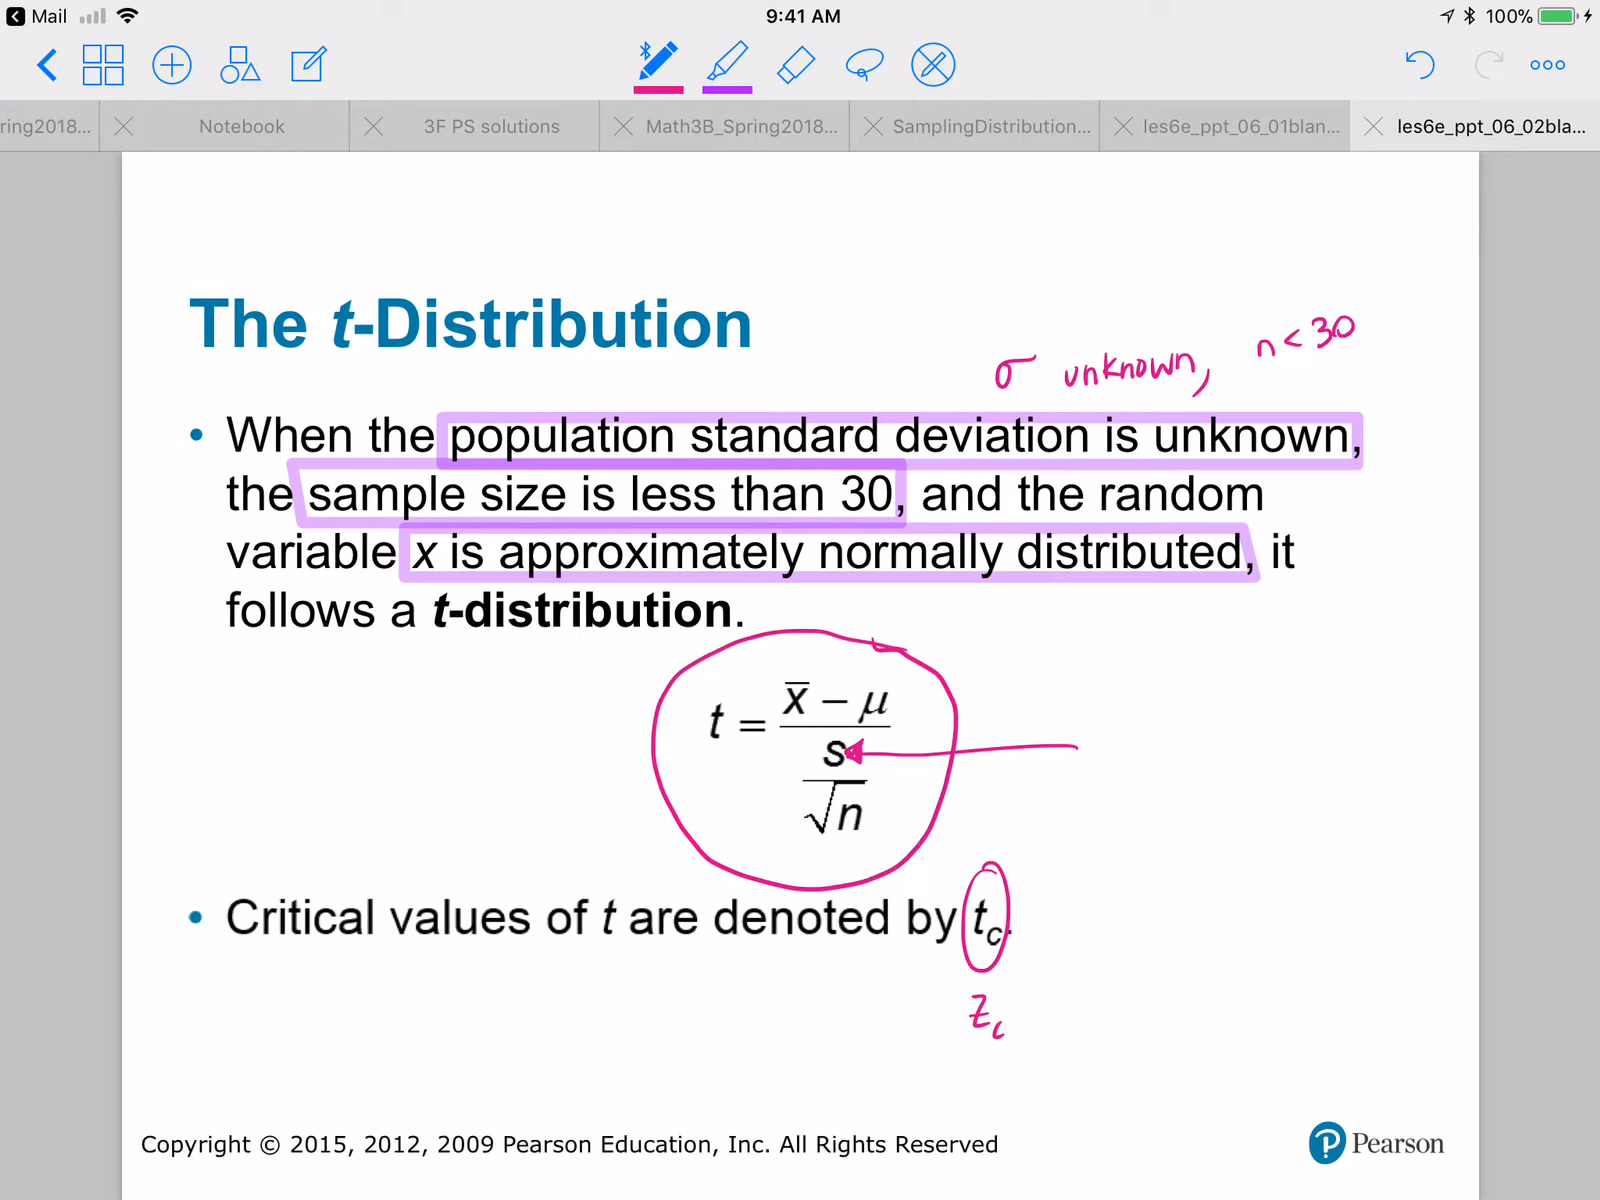 Mail 9:41 AM 100%
ring2018... Notebook 3F PS solutions Math3B_Spring2018... SamplingDistribution... les6e_ppt_06_01blan... les6e_ppt_06_02bla...
The t-Distribution
σ unknown, n < 30
• When the population standard deviation is unknown,
the sample size is less than 30, and the random
variable x is approximately normally distributed, it
follows a t-distribution.
t = (x̄ − μ) / (s / √n)
• Critical values of t are denoted by tc.
zc
Copyright © 2015, 2012, 2009 Pearson Education, Inc. All Rights Reserved
P Pearson